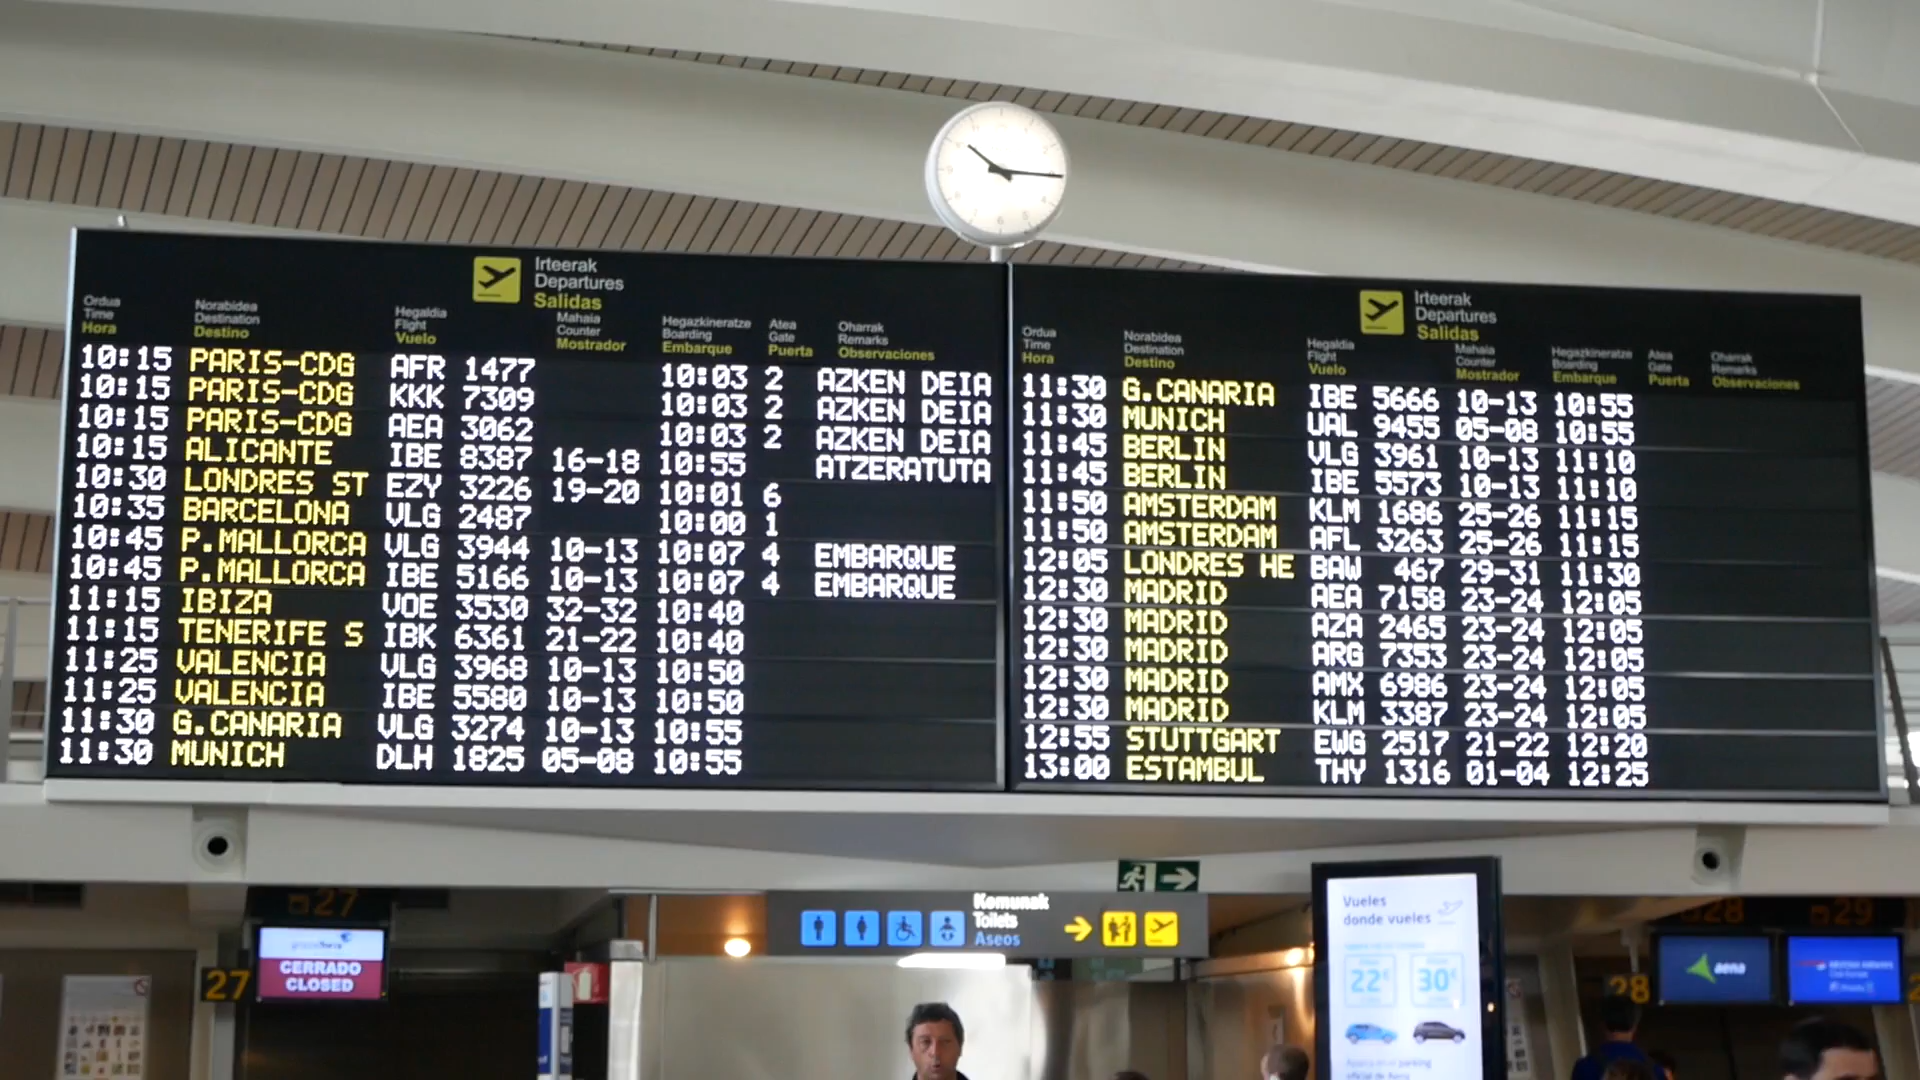 Irteerak
Departures
Salidas
Ordua Time Hora
Norabidea Destination Destino
Hegaldia Flight Vuelo
Mahaia Counter Mostrador
Hegazkineratze Boarding Embarque
Atea Gate Puerta
Oharrak Remarks Observaciones
10:15 PARIS-CDG AFR 1477 10:03 2 AZKEN DEIA
10:15 PARIS-CDG KKK 7309 10:03 2 AZKEN DEIA
10:15 PARIS-CDG AEA 3062 10:03 2 AZKEN DEIA
10:15 ALICANTE IBE 8387 16-18 10:55 ATZERATUTA
10:30 LONDRES ST EZY 3226 19-20 10:01 6
10:35 BARCELONA VLG 2487 10:00 1
10:45 P.MALLORCA VLG 3944 10-13 10:07 4 EMBARQUE
10:45 P.MALLORCA IBE 5166 10-13 10:07 4 EMBARQUE
11:15 IBIZA VOE 3530 32-32 10:40
11:15 TENERIFE S IBK 6361 21-22 10:40
11:25 VALENCIA VLG 3968 10-13 10:50
11:25 VALENCIA IBE 5580 10-13 10:50
11:30 G.CANARIA VLG 3274 10-13 10:55
11:30 MUNICH DLH 1825 05-08 10:55
Irteerak
Departures
Salidas
Ordua Time Hora
Norabidea Destination Destino
Hegaldia Flight Vuelo
Mahaia Counter Mostrador
Hegazkineratze Boarding Embarque
Atea Gate Puerta
Oharrak Remarks Observaciones
11:30 G.CANARIA IBE 5666 10-13 10:55
11:30 MUNICH UAL 9455 05-08 10:55
11:45 BERLIN VLG 3961 10-13 11:10
11:45 BERLIN IBE 5573 10-13 11:10
11:50 AMSTERDAM KLM 1686 25-26 11:15
11:50 AMSTERDAM AFL 3263 25-26 11:15
12:05 LONDRES HE BAW 467 29-31 11:30
12:30 MADRID AEA 7158 23-24 12:05
12:30 MADRID AZA 2465 23-24 12:05
12:30 MADRID ARG 7353 23-24 12:05
12:30 MADRID AMX 6986 23-24 12:05
12:30 MADRID KLM 3387 23-24 12:05
12:55 STUTTGART EWG 2517 21-22 12:20
13:00 ESTAMBUL THY 1316 01-04 12:25
27
27
CERRADO
CLOSED
Komunak
Toilets
Aseos
Vueles
donde vueles
22€ 30€
28 29
28
aena